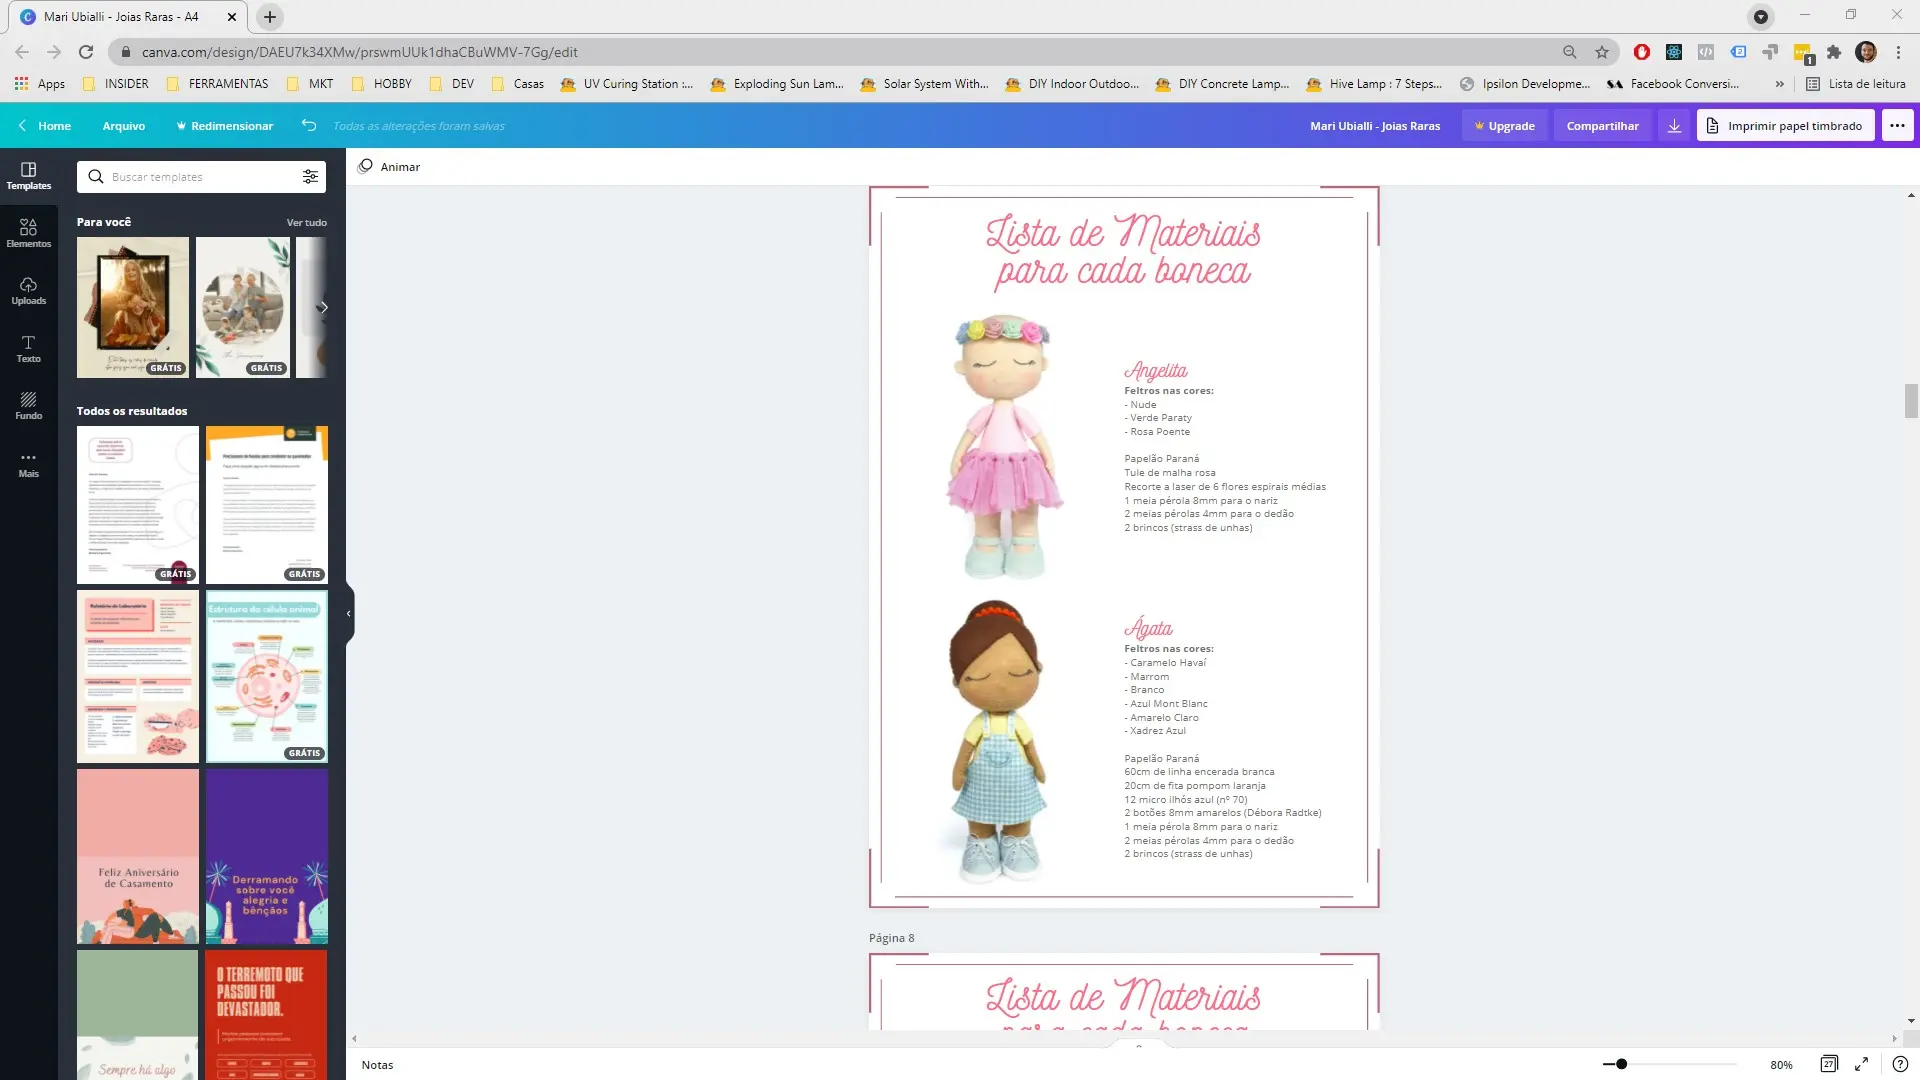 Mari Ubialli - Joias Raras - A4
canva.com/design/DAEU7k34XMw/prswmUUk1dhaCBuWMV-7Gg/edit
Apps
INSIDER
FERRAMENTAS
MKT
HOBBY
DEV
Casas
UV Curing Station :...
Exploding Sun Lam...
Solar System With...
DIY Indoor Outdoo...
DIY Concrete Lamp...
Hive Lamp : 7 Steps...
Ipsilon Developme...
Facebook Conversi...
»
Lista de leitura
Home
Arquivo
Redimensionar
Todas as alterações foram salvas
Mari Ubialli - Joias Raras
Upgrade
Compartilhar
Imprimir papel timbrado
Templates
Elementos
Uploads
Texto
Fundo
Mais
Buscar templates
Para você
Ver tudo
GRÁTIS
GRÁTIS
Todos os resultados
GRÁTIS
GRÁTIS
Relatório do Laboratório
Estrutura da célula animal
GRÁTIS
Feliz Aniversário
de Casamento
Derramando
sobre você
alegria e
bênçãos
Sempre há algo
O TERREMOTO QUE
PASSOU FOI
DEVASTADOR.
Animar
Lista de Materiais
para cada boneca
Angelita
Feltros nas cores:
- Nude
- Verde Paraty
- Rosa Poente
Papelão Paraná
Tule de malha rosa
Recorte a laser de 6 flores espirais médias
1 meia pérola 8mm para o nariz
2 meias pérolas 4mm para o dedão
2 brincos (strass de unhas)
Ágata
Feltros nas cores:
- Caramelo Havaí
- Marrom
- Branco
- Azul Mont Blanc
- Amarelo Claro
- Xadrez Azul
Papelão Paraná
60cm de linha encerada branca
20cm de fita pompom laranja
12 micro ilhós azul (nº 70)
2 botões 8mm amarelos (Débora Radtke)
1 meia pérola 8mm para o nariz
2 meias pérolas 4mm para o dedão
2 brincos (strass de unhas)
Página 8
Lista de Materiais
para cada boneca
Notas
80%
27